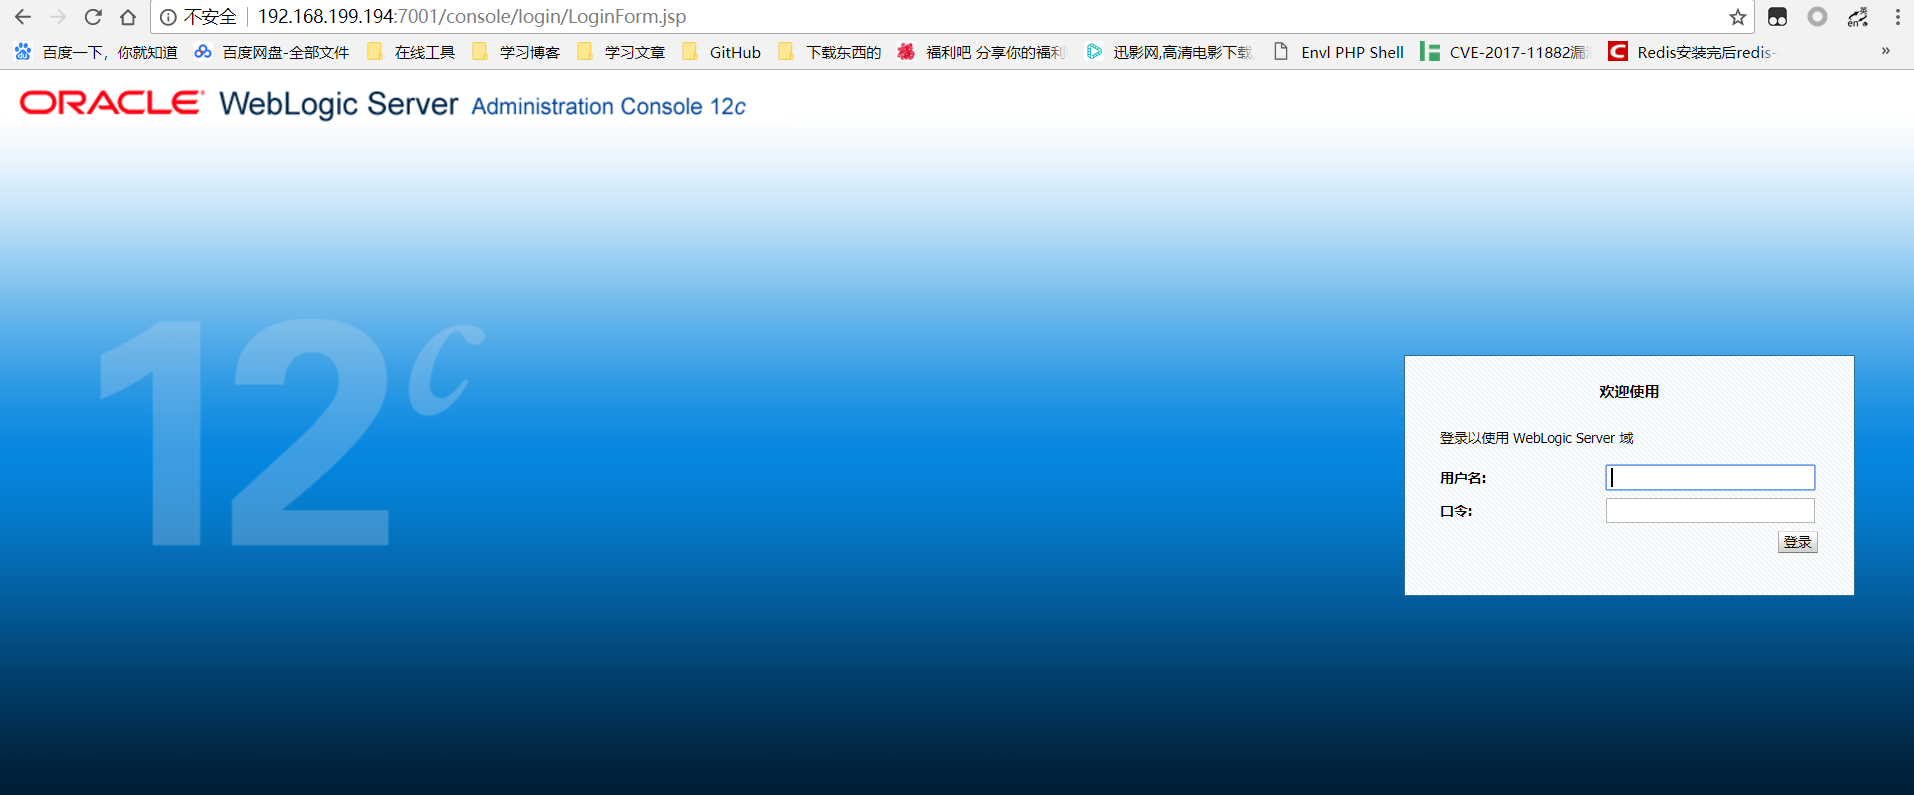 不安全 192.168.199.194:7001/console/login/LoginForm.jsp
英 en
百度一下，你就知道 百度网盘-全部文件 在线工具 学习博客 学习文章 GitHub 下载东西的 福利吧 分享你的福利 迅影网,高清电影下载 Envl PHP Shell CVE-2017-11882漏 Redis安装完后redis- »
ORACLE WebLogic Server Administration Console 12c
12c
欢迎使用
登录以使用 WebLogic Server 域
用户名:
口令:
登录